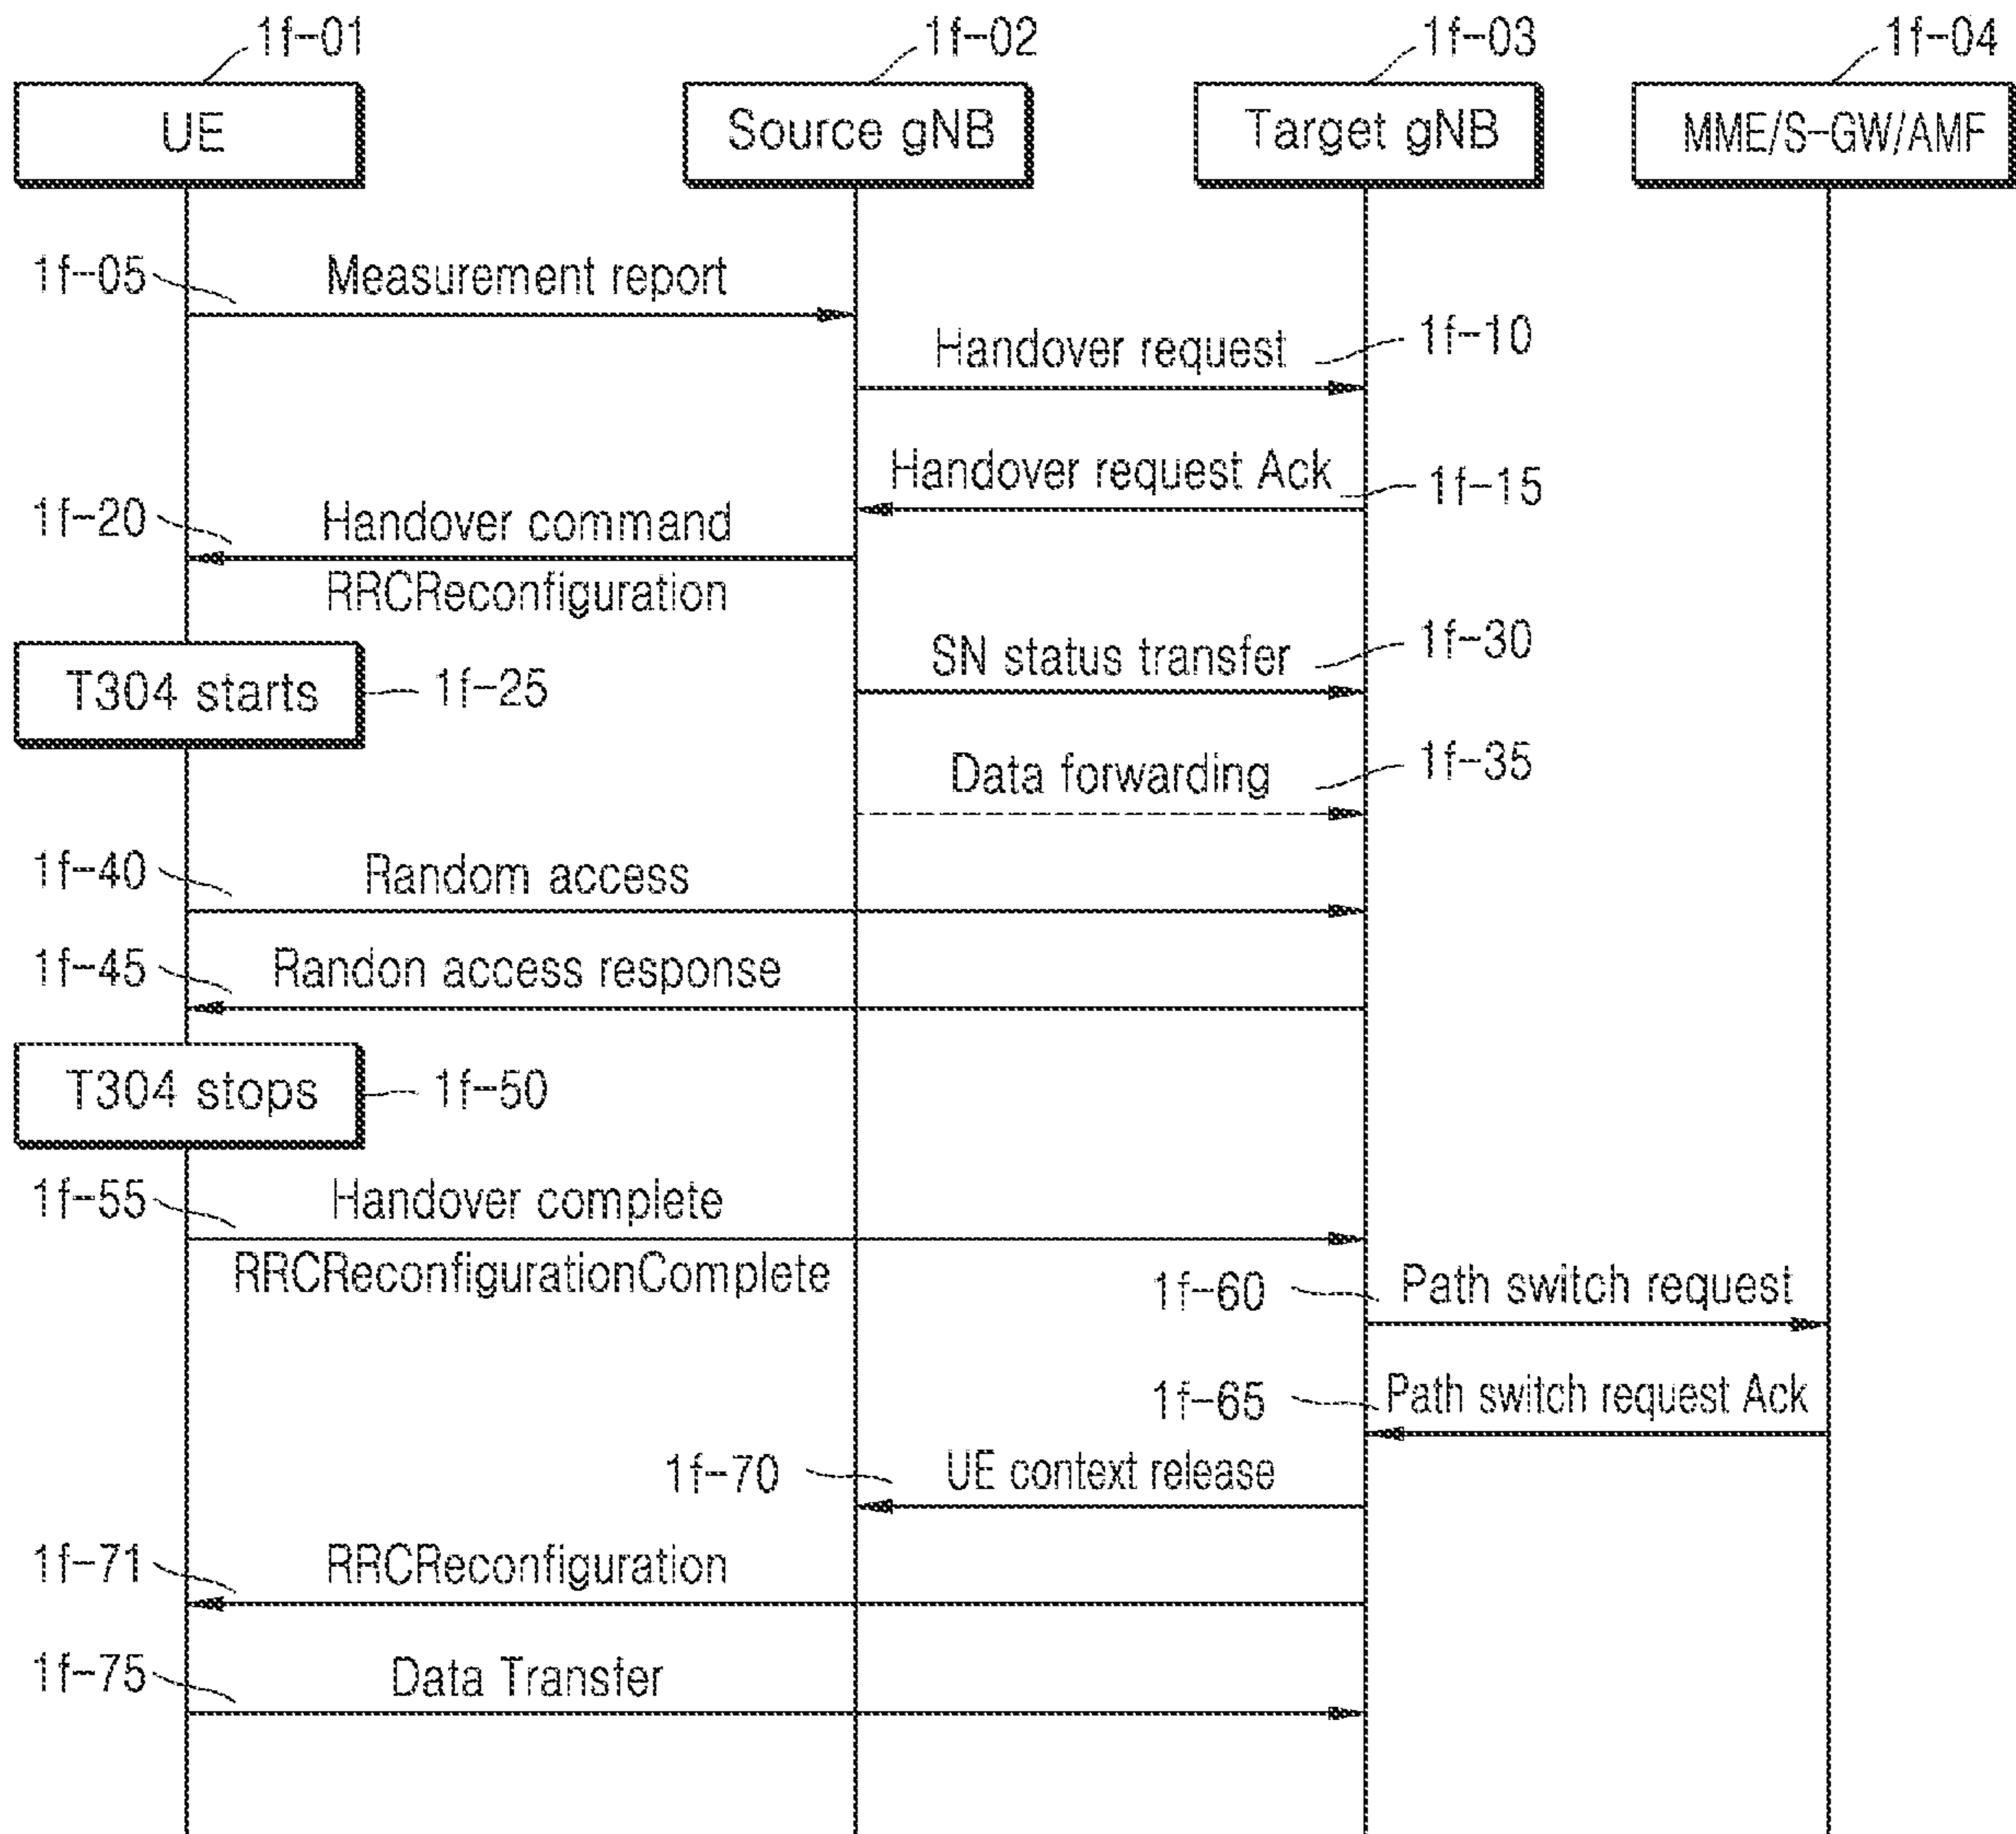 1f-01
1f-02
1f-03
1f-04
UE
Source gNB
Target gNB
MME/S-GW/AMF
1f-05
Measurement report
Handover request
1f-10
Handover request Ack
1f-15
1f-20
Handover command
RRCReconfiguration
SN status transfer
1f-30
T304 starts
1f-25
Data forwarding
1f-35
1f-40
Random access
1f-45
Randon access response
T304 stops
1f-50
1f-55
Handover complete
RRCReconfigurationComplete
1f-60
Path switch request
1f-65
Path switch request Ack
1f-70
UE context release
1f-71
RRCReconfiguration
1f-75
Data Transfer